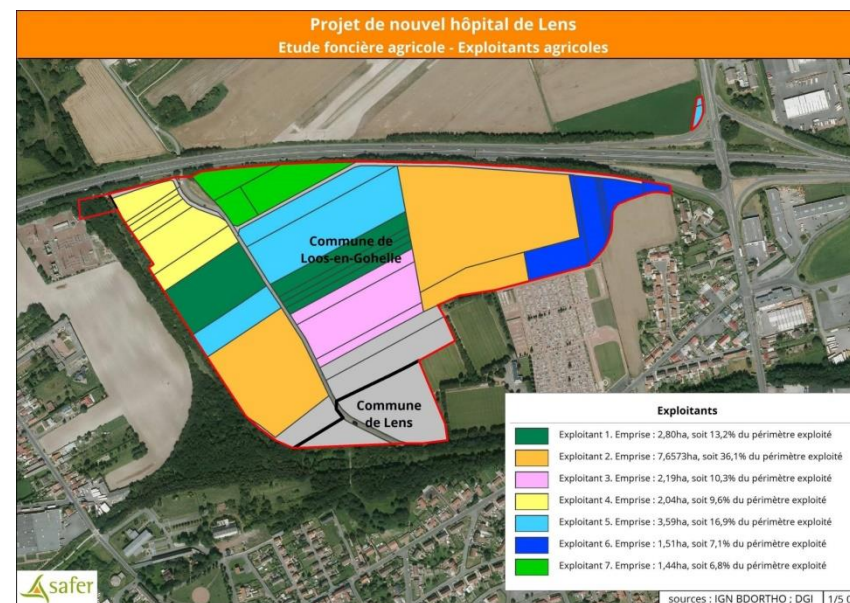 Projet de nouvel hôpital de Lens
Etude foncière agricole - Exploitants agricoles
Commune de
Loos-en-Gohelle
Commune
de Lens
Exploitants
Exploitant 1. Emprise : 2,80ha, soit 13,2% du périmètre exploité
Exploitant 2. Emprise : 7,6573ha, soit 36,1% du périmètre exploité
Exploitant 3. Emprise : 2,19ha, soit 10,3% du périmètre exploité
Exploitant 4. Emprise : 2,04ha, soit 9,6% du périmètre exploité
Exploitant 5. Emprise : 3,59ha, soit 16,9% du périmètre exploité
Exploitant 6. Emprise : 1,51ha, soit 7,1% du périmètre exploité
Exploitant 7. Emprise : 1,44ha, soit 6,8% du périmètre exploité
safer
sources : IGN BDORTHO ; DGI 1/5 0